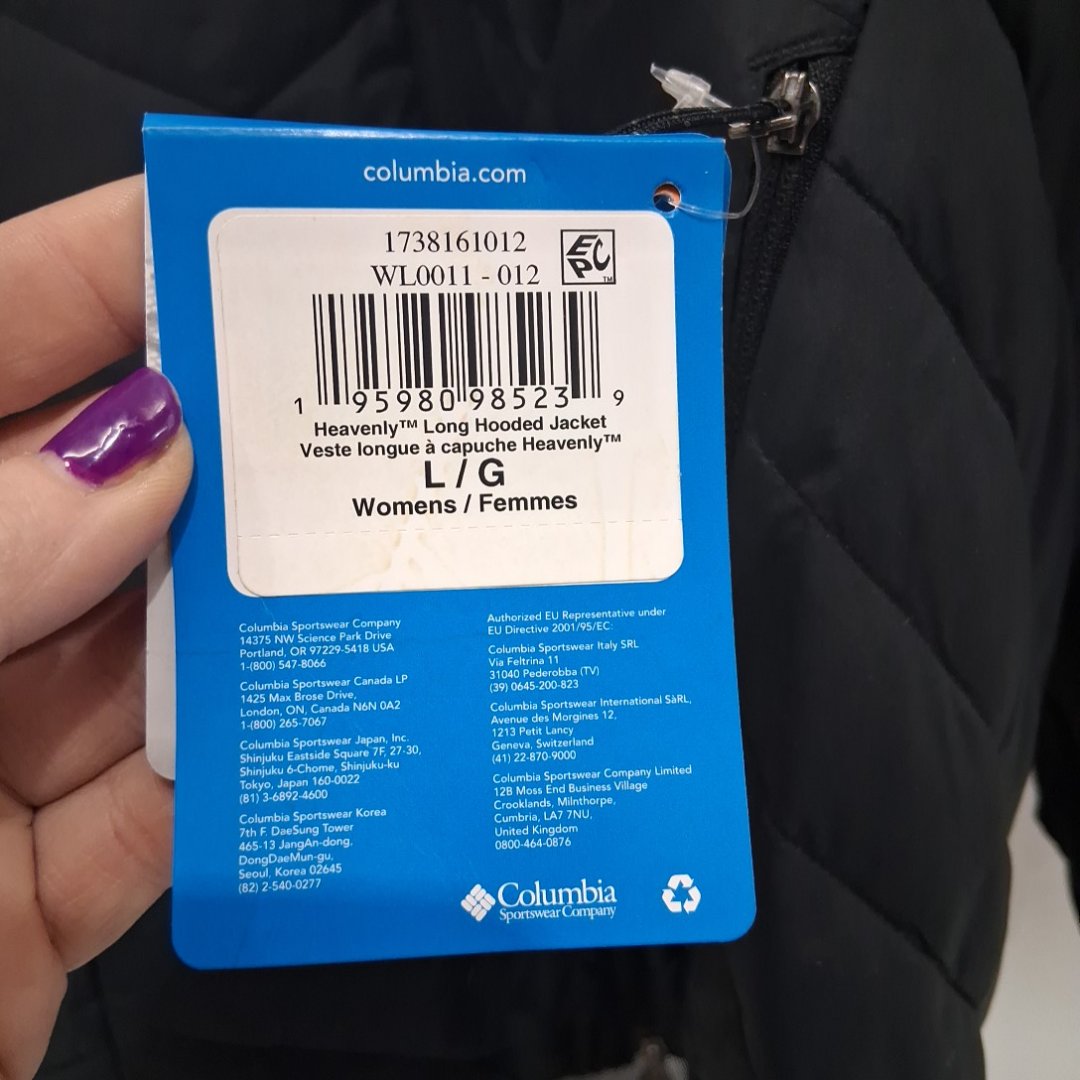 columbia.com
1738161012
WL0011 - 012
EPC
TM
1 95980 98523 9
Heavenly™ Long Hooded Jacket
Veste longue à capuche Heavenly™
L / G
Womens / Femmes
Columbia Sportswear Company
14375 NW Science Park Drive
Portland, OR 97229-5418 USA
1-(800) 547-8066
Columbia Sportswear Canada LP
1425 Max Brose Drive,
London, ON, Canada N6N 0A2
1-(800) 265-7067
Columbia Sportswear Japan, Inc.
Shinjuku Eastside Square 7F, 27-30,
Shinjuku 6-Chome, Shinjuku-ku
Tokyo, Japan 160-0022
(81) 3-6892-4600
Columbia Sportswear Korea
7th F. DaeSung Tower
465-13 JangAn-dong,
DongDaeMun-gu,
Seoul, Korea 02645
(82) 2-540-0277
Authorized EU Representative under
EU Directive 2001/95/EC:
Columbia Sportswear Italy SRL
Via Feltrina 11
31040 Pederobba (TV)
(39) 0645-200-823
Columbia Sportswear International SàRL,
Avenue des Morgines 12,
1213 Petit Lancy
Geneva, Switzerland
(41) 22-870-9000
Columbia Sportswear Company Limited
12B Moss End Business Village
Crooklands, Milnthorpe,
Cumbria, LA7 7NU,
United Kingdom
0800-464-0876
Columbia
Sportswear Company